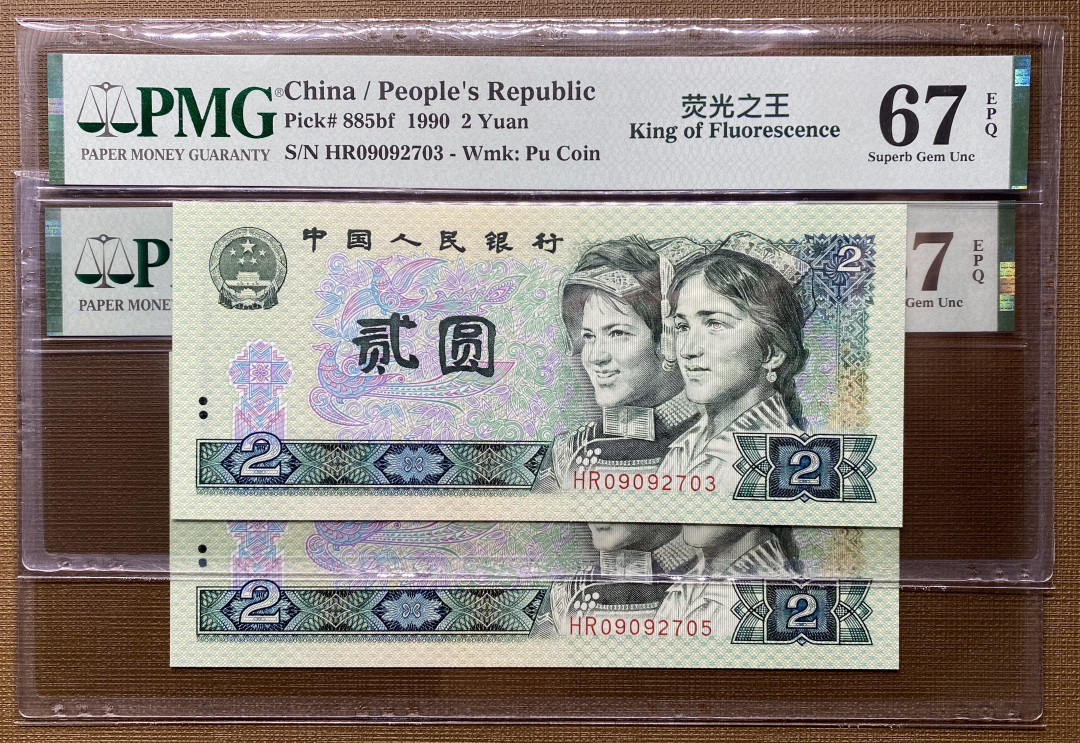 PMG® China / People's Republic
Pick# 885bf 1990 2 Yuan
荧光之王
King of Fluorescence
67 EPQ
Superb Gem Unc
PAPER MONEY GUARANTY
S/N HR09092703 - Wmk: Pu Coin
中国人民银行
2
贰圆
2
HR09092703
2
P
PAPER MONE
7 EPQ
Gem Unc
2
HR09092705
2